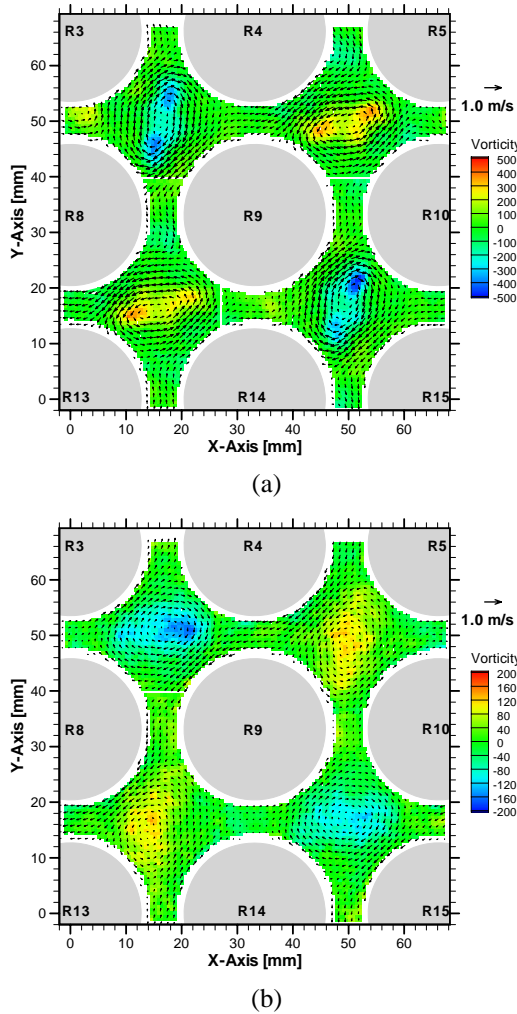 R3 R4 R5
60
1.0 m/s
50
Vorticity
500
400
300
200
100
0
-100
-200
-300
-400
-500
40
R8 R9 R10
Y-Axis [mm]
30
20
10
0
R13 R14 R15
0 10 20 30 40 50 60
X-Axis [mm]
(a)
R3 R4 R5
60
1.0 m/s
50
Vorticity
200
160
120
80
40
0
-40
-80
-120
-160
-200
40
R8 R9 R10
Y-Axis [mm]
30
20
10
0
R13 R14 R15
0 10 20 30 40 50 60
X-Axis [mm]
(b)